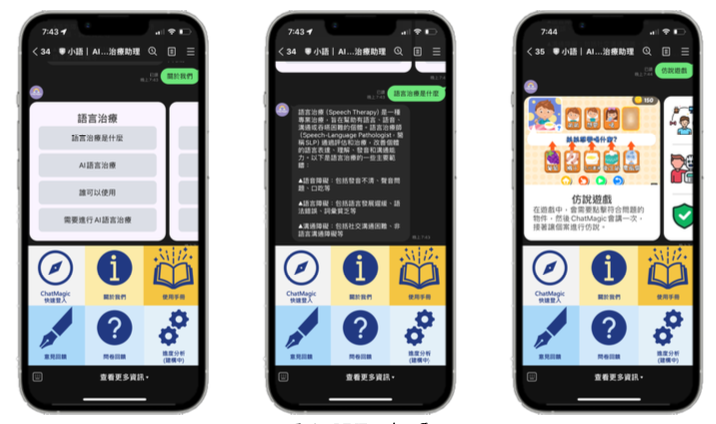 7:43
34 小語｜AI...治療助理
關於我們
語言治療
語言治療是什麼
AI語言治療
誰可以使用
需要進行AI語言治療
ChatMagic
快速登入
關於我們
使用手冊
意見回饋
問卷回饋
進度分析
(建構中)
查看更多資訊
7:43
34 小語｜AI...治療助理
語言治療是什麼
語言治療 (Speech Therapy) 是一種
專業治療，旨在幫助有語言、語音、
溝通或吞嚥困難的個體。語言治療師
(Speech-Language Pathologist，簡
稱SLP) 通過評估和治療，改善個體
的語言表達、理解、發音和溝通能
力。以下是語言治療的一些主要範
疇：
▲語音障礙：包括發音不清、聲音問
題、口吃等
▲語言障礙：包括語言發展遲緩、語
法錯誤、詞彙貧乏等
▲溝通障礙：包括社交溝通困難、非
語言溝通障礙等
ChatMagic
快速登入
關於我們
使用手冊
意見回饋
問卷回饋
進度分析
(建構中)
查看更多資訊
7:44
35 小語｜AI...治療助理
仿說遊戲
150
仿說遊戲
在遊戲中，會需要點擊符合問題的
物件，然後ChatMagic會講一次，
接著讓個案進行仿說。
ChatMagic
快速登入
關於我們
使用手冊
意見回饋
問卷回饋
進度分析
(建構中)
查看更多資訊